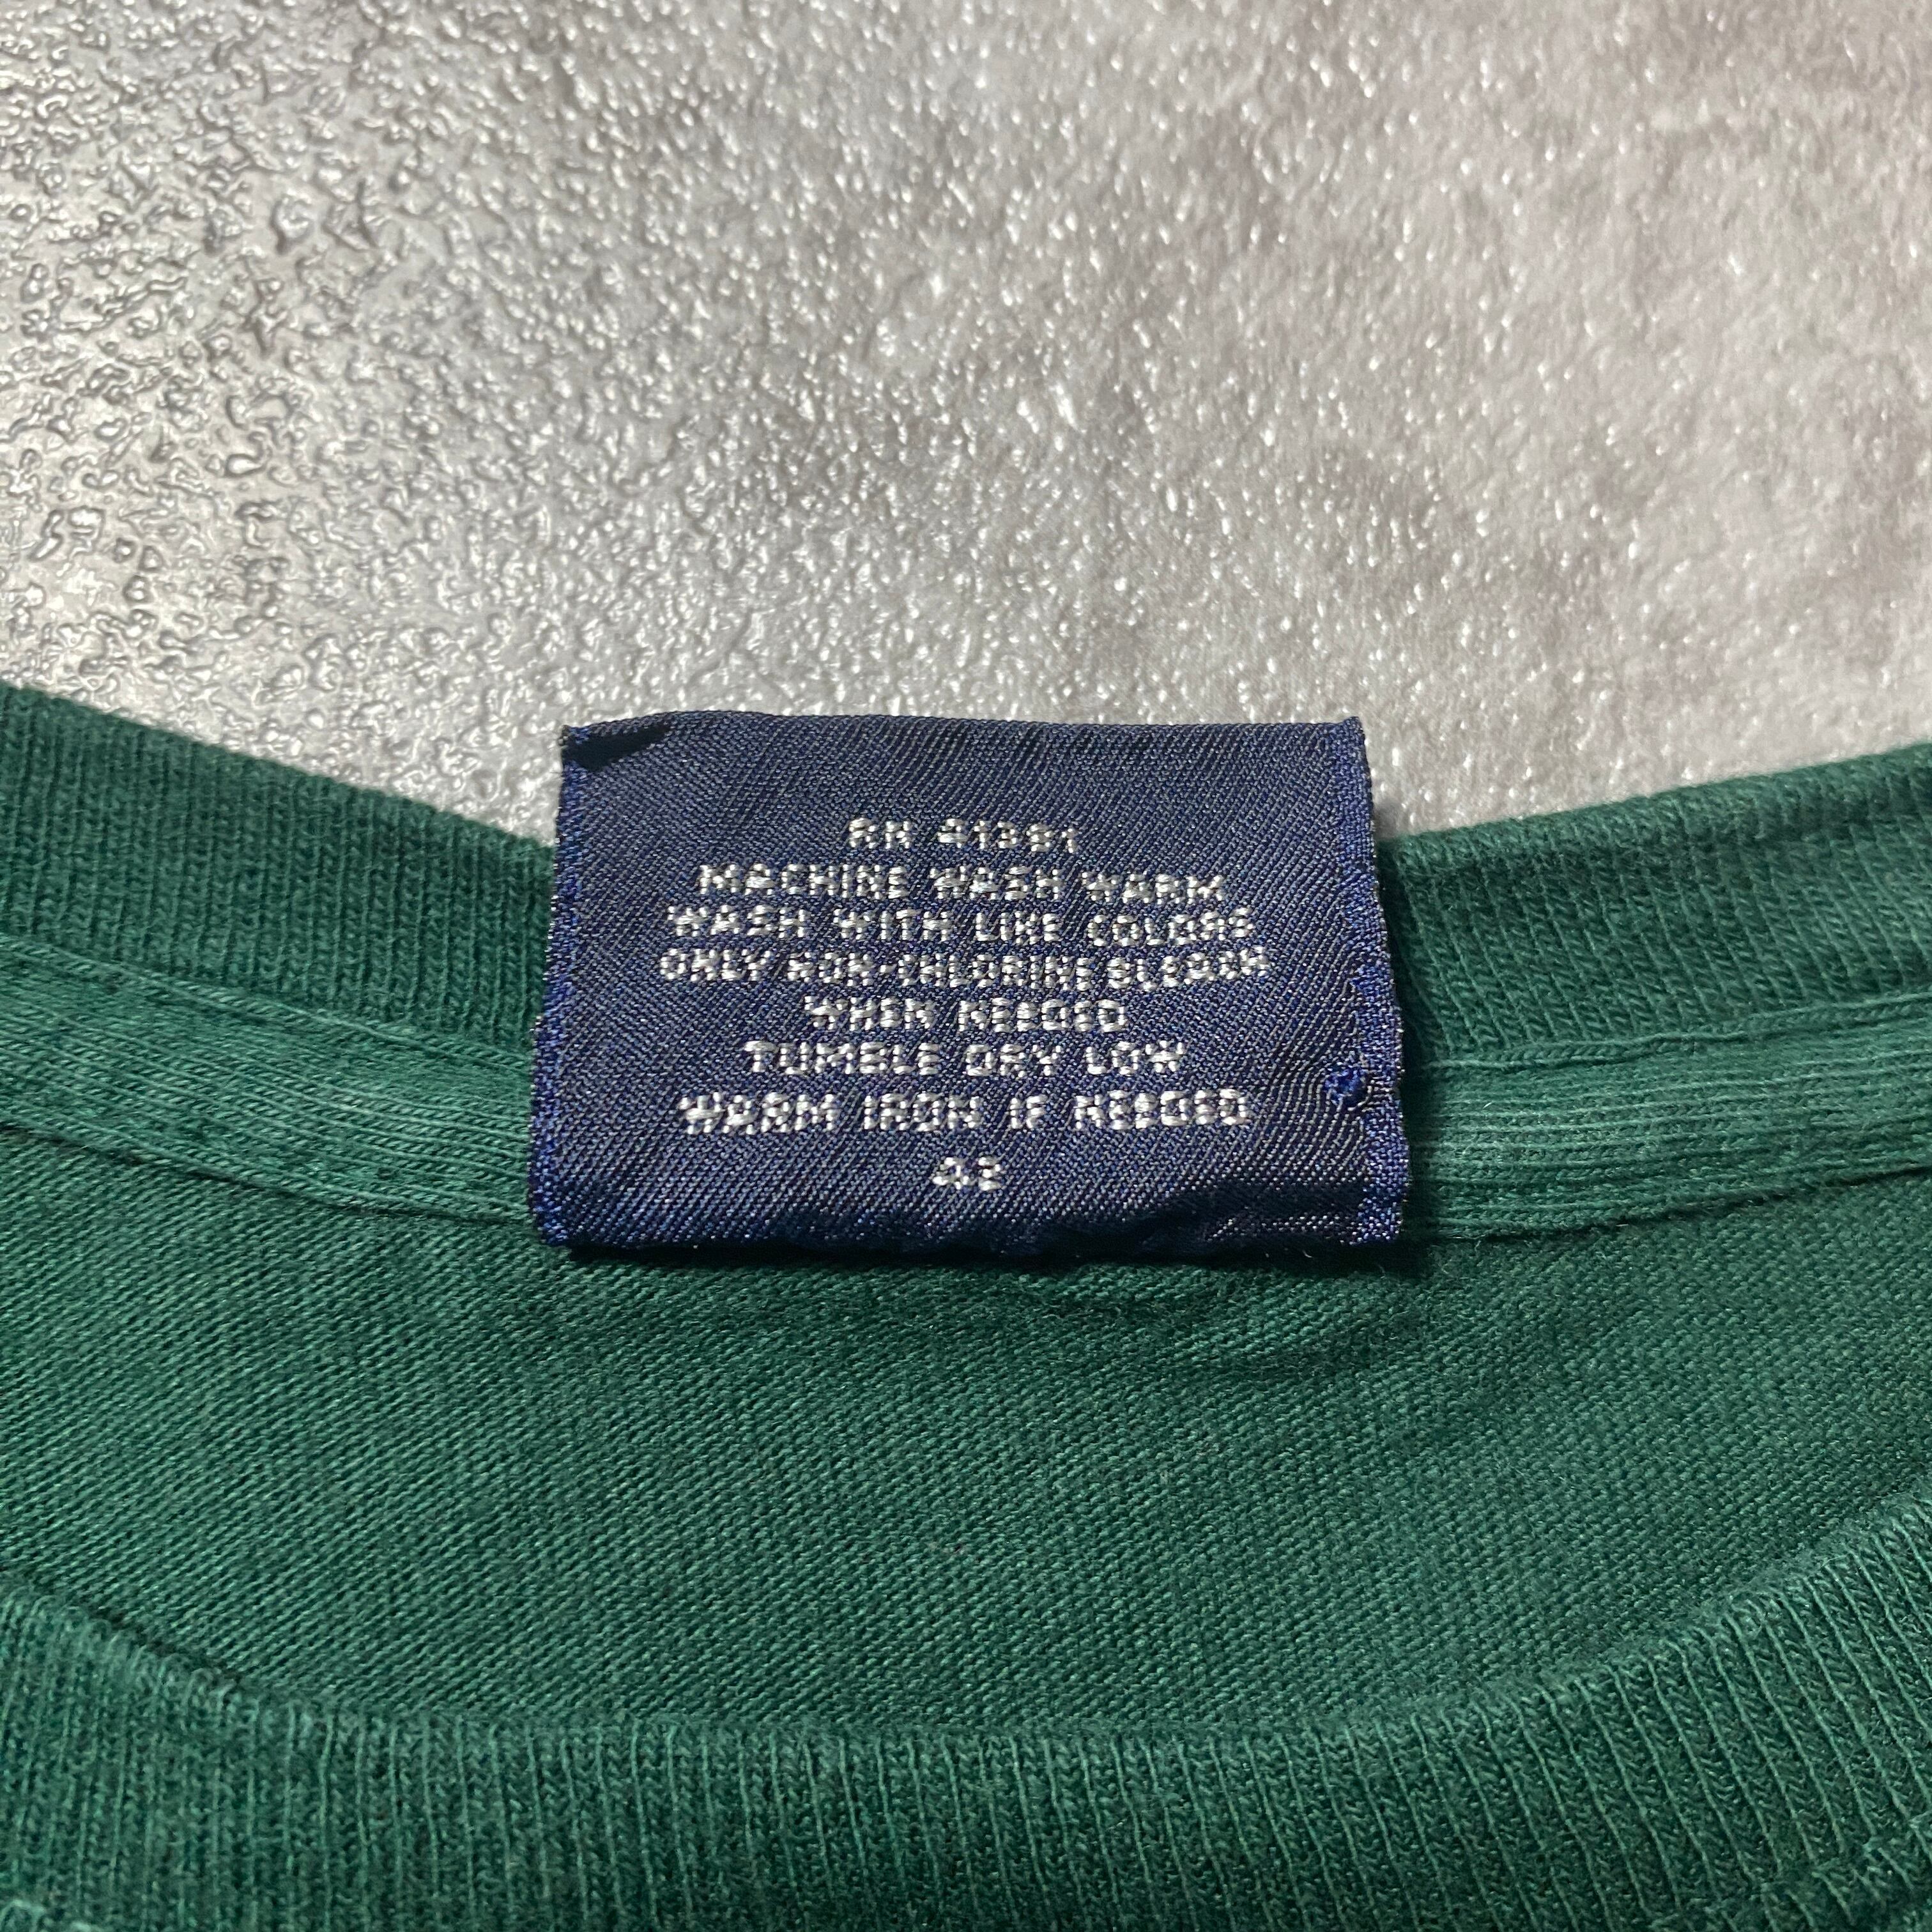 RN 41381
MACHINE WASH WARM
WASH WITH LIKE COLORS
ONLY NON-CHLORINE BLEACH
WHEN NEEDED
TUMBLE DRY LOW
WARM IRON IF NEEDED
42